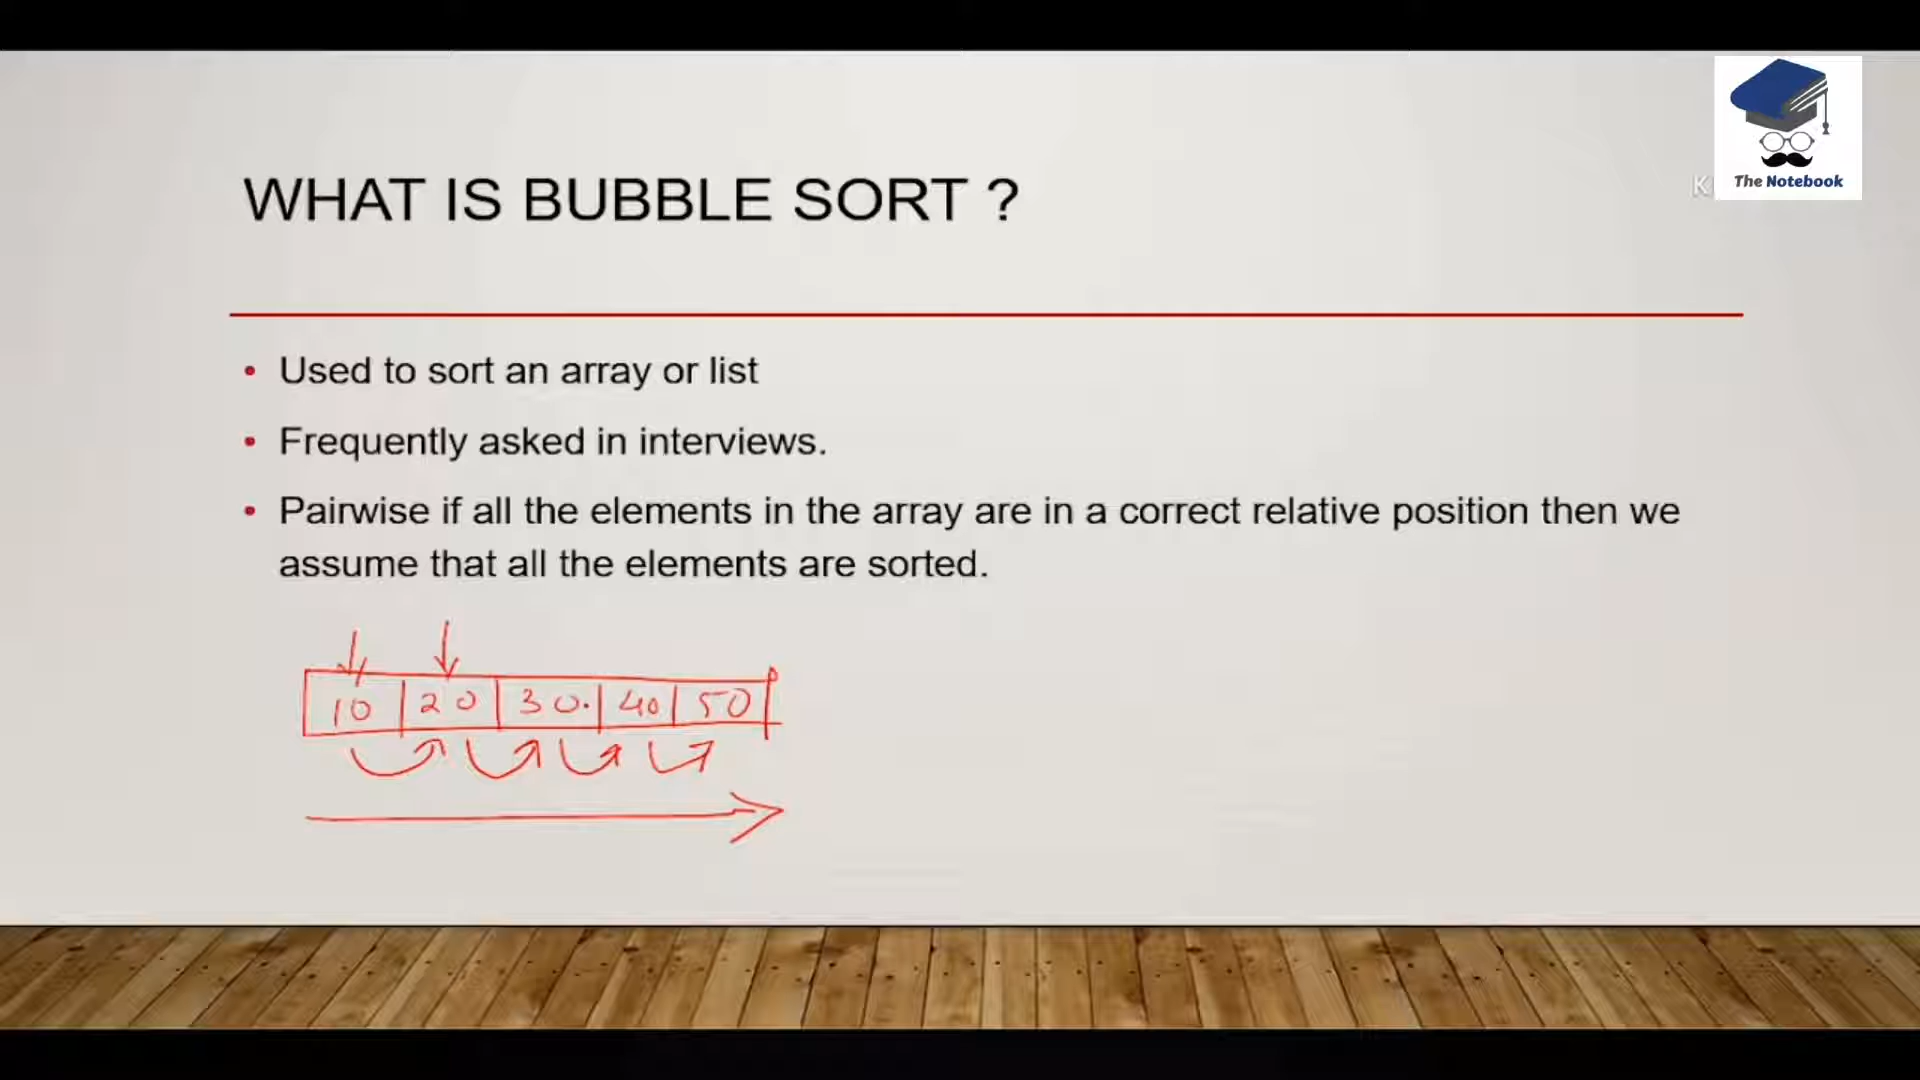 The Notebook
K
WHAT IS BUBBLE SORT ?
• Used to sort an array or list
• Frequently asked in interviews.
• Pairwise if all the elements in the array are in a correct relative position then we
assume that all the elements are sorted.
10 20 30. 40 50